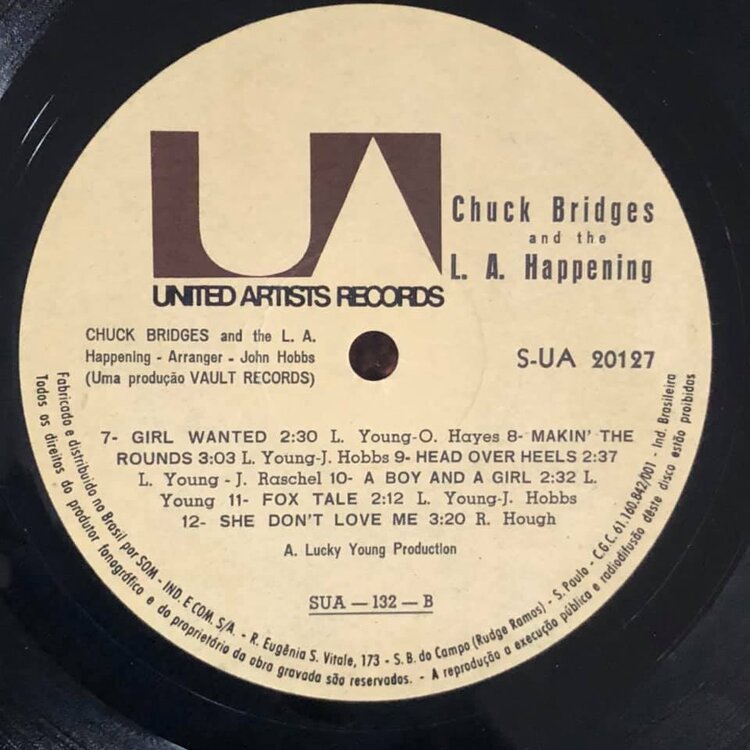 UA
UNITED ARTISTS RECORDS
Chuck Bridges
and the
L. A. Happening
CHUCK BRIDGES and the L. A.
Happening - Arranger - John Hobbs
(Uma produção VAULT RECORDS)
S-UA 20127
7- GIRL WANTED 2:30 L. Young-O. Hayes 8- MAKIN' THE
ROUNDS 3:03 L. Young-J. Hobbs 9- HEAD OVER HEELS 2:37
L. Young - J. Raschel 10- A BOY AND A GIRL 2:32 L.
Young 11- FOX TALE 2:12 L. Young-J. Hobbs
12- SHE DON'T LOVE ME 3:20 R. Hough
A. Lucky Young Production
SUA — 132 — B
Fabricado e distribuido no Brasil por SOM - IND. E COM. S/A. - R. Eugênia S. Vitale, 173 - S. B. do Campo (Rudge Ramos) - S. Paulo - C.G.C. 61.160.842/001 - Ind. Brasileira
Todos os direitos do produtor fonográfico e do proprietário da obra gravada são reservados. - A reprodução a execução pública e radiodifusão dêste disco estão proibidas